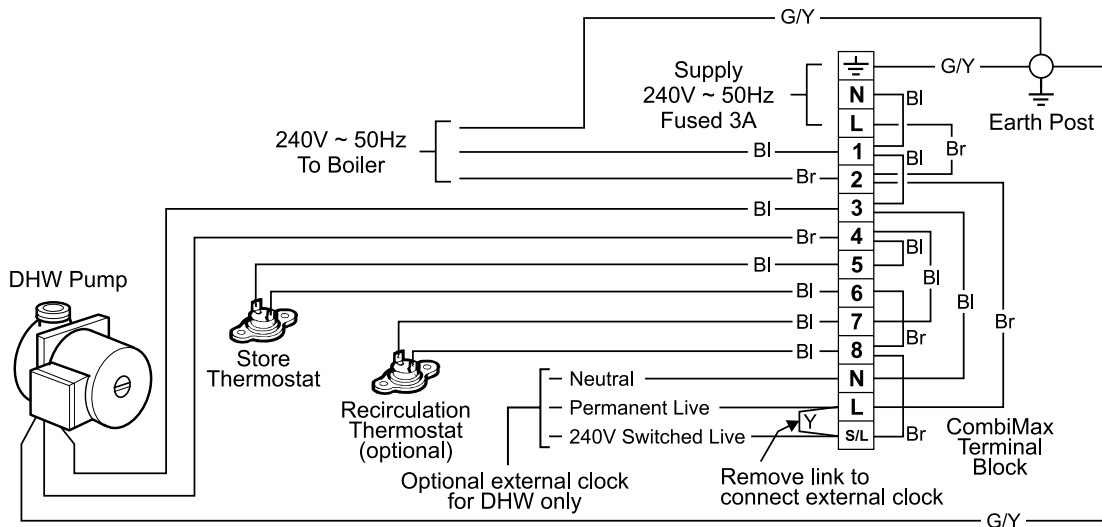 G/Y
Supply
240V ~ 50Hz
Fused 3A
G/Y
Earth Post
N
Bl
L
240V ~ 50Hz
To Boiler
Bl
1
Bl
Br
Br
2
Bl
3
Br
4
Bl
DHW Pump
Bl
5
Bl
Bl
Bl
6
Br
Store
Thermostat
Bl
7
Br
Bl
8
Neutral
N
Recirculation
Thermostat
(optional)
Permanent Live
L
Y
240V Switched Live
S/L
Br
CombiMax
Terminal
Block
Optional external clock
for DHW only
Remove link to
connect external clock
G/Y